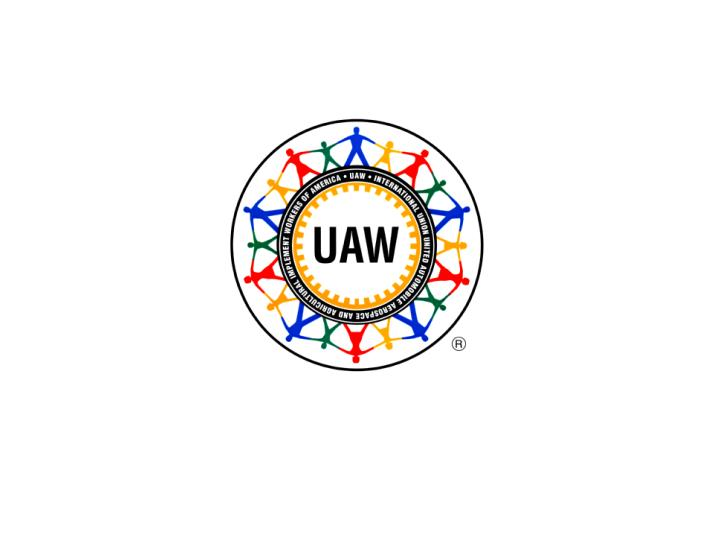 • UAW • INTERNATIONAL UNION UNITED AUTOMOBILE AEROSPACE AND AGRICULTURAL IMPLEMENT WORKERS OF AMERICA
UAW
®